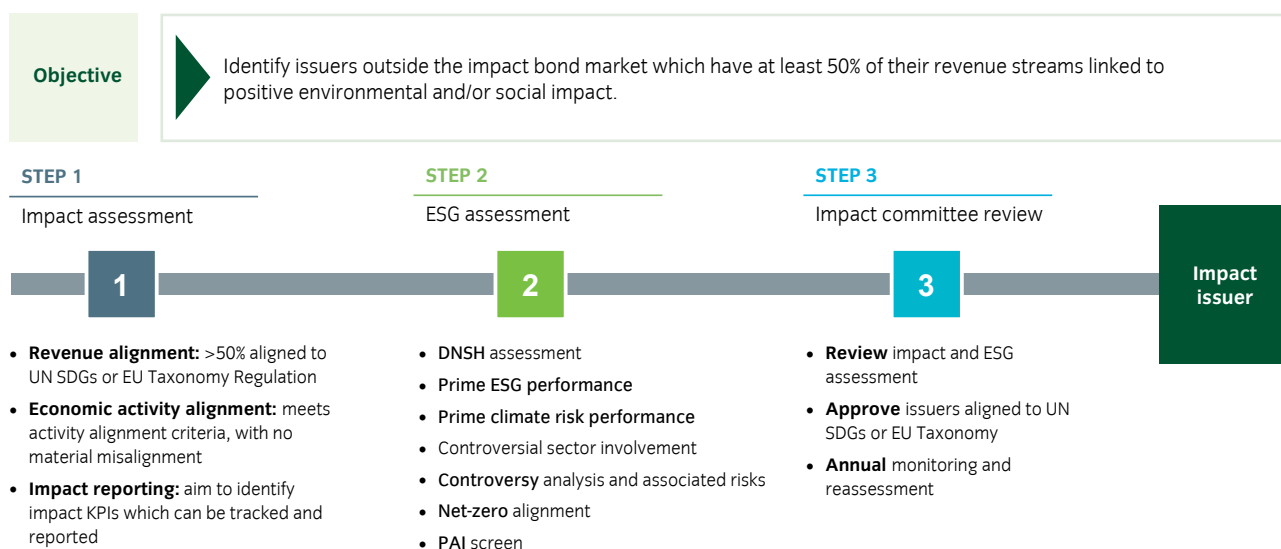 Objective
Identify issuers outside the impact bond market which have at least 50% of their revenue streams linked to
positive environmental and/or social impact.
STEP 1
Impact assessment
STEP 2
ESG assessment
STEP 3
Impact committee review
1
2
3
Impact
issuer
• Revenue alignment: >50% aligned to
UN SDGs or EU Taxonomy Regulation
• Economic activity alignment: meets
activity alignment criteria, with no
material misalignment
• Impact reporting: aim to identify
impact KPIs which can be tracked and
reported
• DNSH assessment
• Prime ESG performance
• Prime climate risk performance
• Controversial sector involvement
• Controversy analysis and associated risks
• Net-zero alignment
• PAI screen
• Review impact and ESG
assessment
• Approve issuers aligned to UN
SDGs or EU Taxonomy
• Annual monitoring and
reassessment